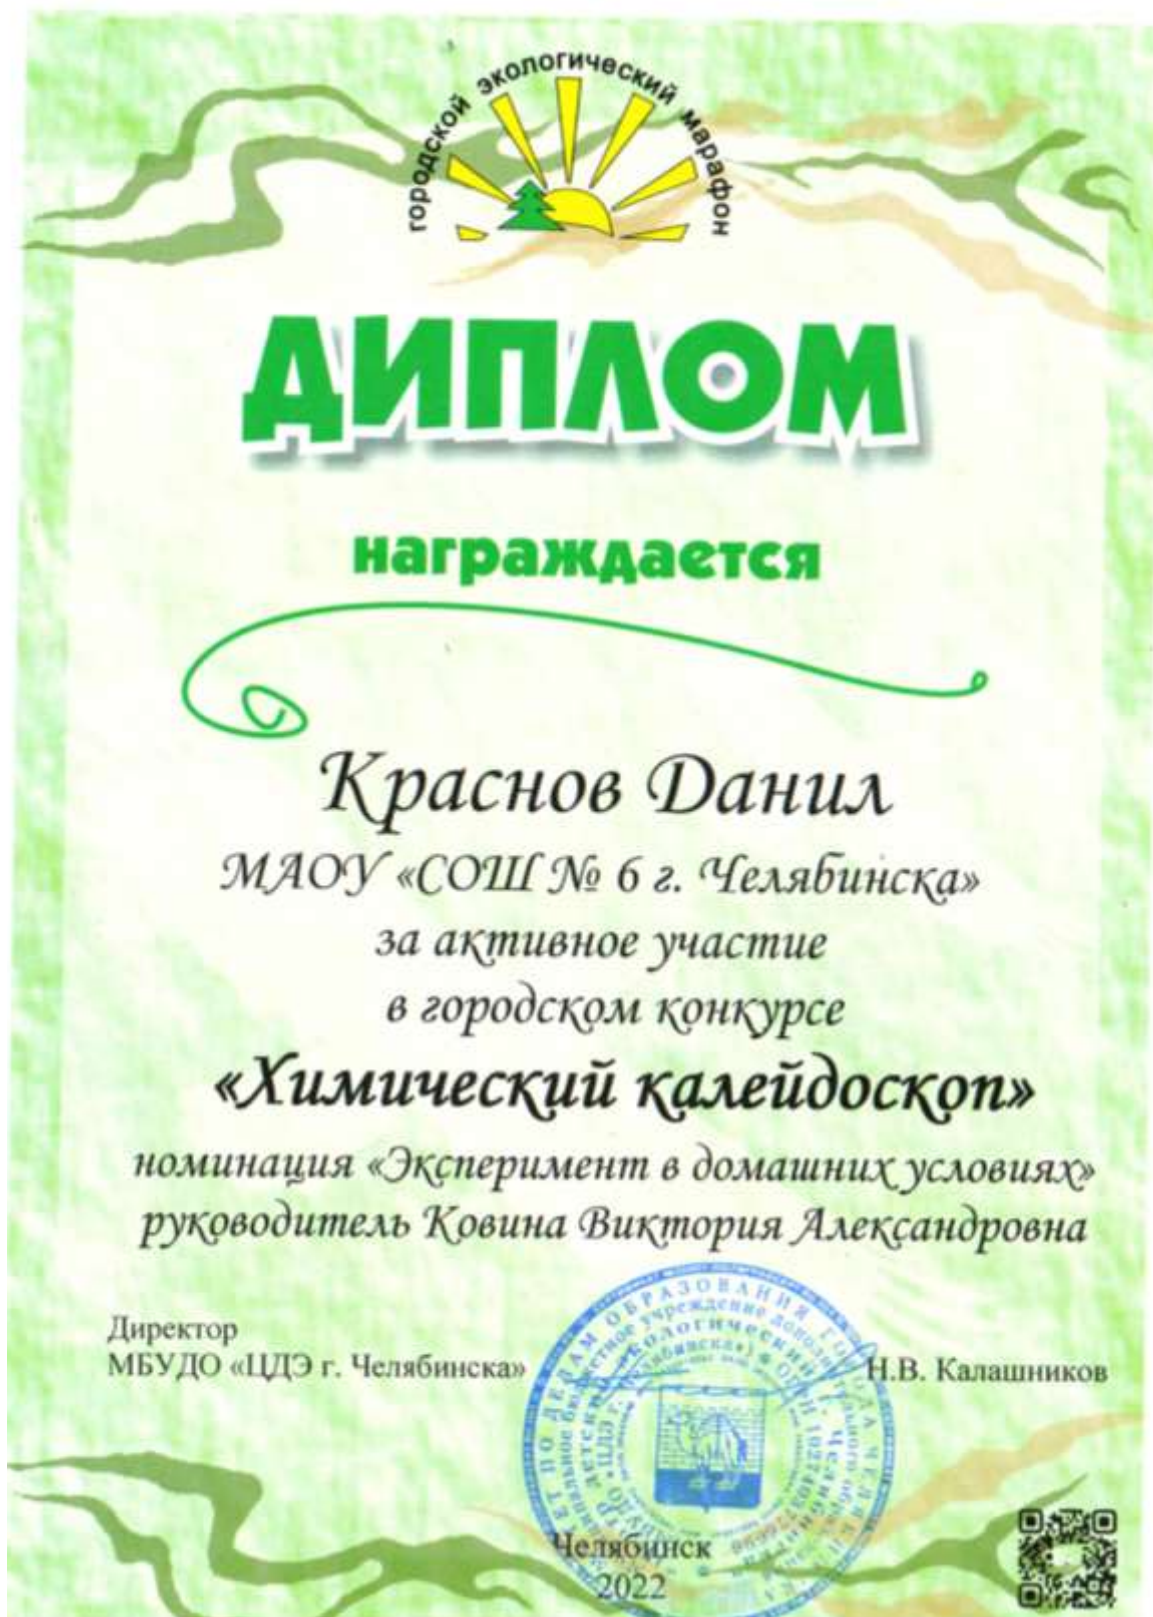 городской экологический марафон
ДИПЛОМ
награждается
Краснов Данил
МАОУ «СОШ № 6 г. Челябинска»
за активное участие
в городском конкурсе
«Химический калейдоскоп»
номинация «Эксперимент в домашних условиях»
руководитель Ковина Виктория Александровна
Директор
МБУДО «ЦДЭ г. Челябинска»
Н.В. Калашников
Челябинск
2022